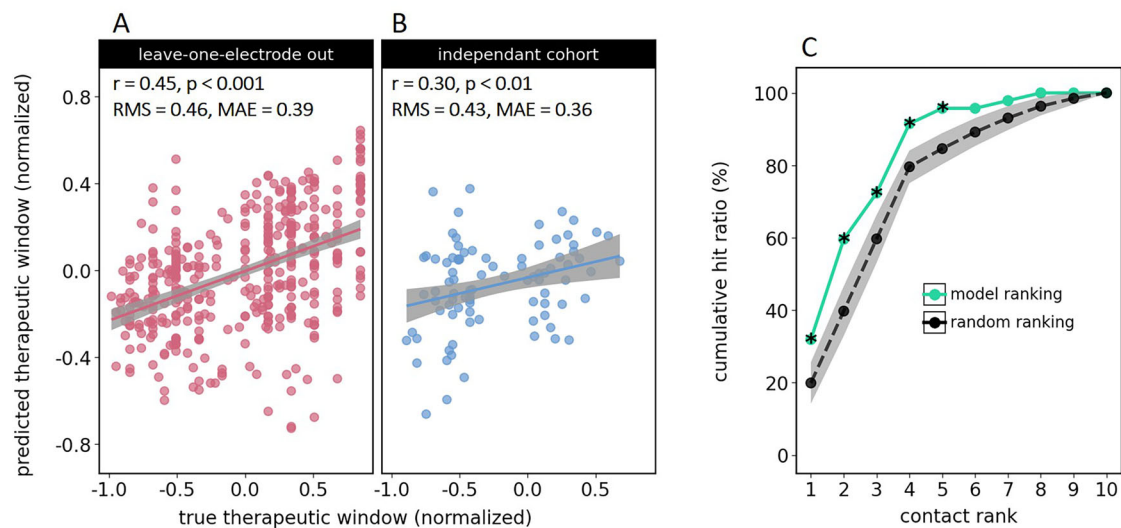 A
B
leave-one-electrode out
independant cohort
r = 0.45, p < 0.001
RMS = 0.46, MAE = 0.39
r = 0.30, p < 0.01
RMS = 0.43, MAE = 0.36
predicted therapeutic window (normalized)
0.8
0.4
0.0
-0.4
-0.8
-1.0 -0.5 0.0 0.5
-1.0 -0.5 0.0 0.5
true therapeutic window (normalized)
C
cumulative hit ratio (%)
100
80
60
40
20
0
* * * * *
model ranking
random ranking
1 2 3 4 5 6 7 8 9 10
contact rank